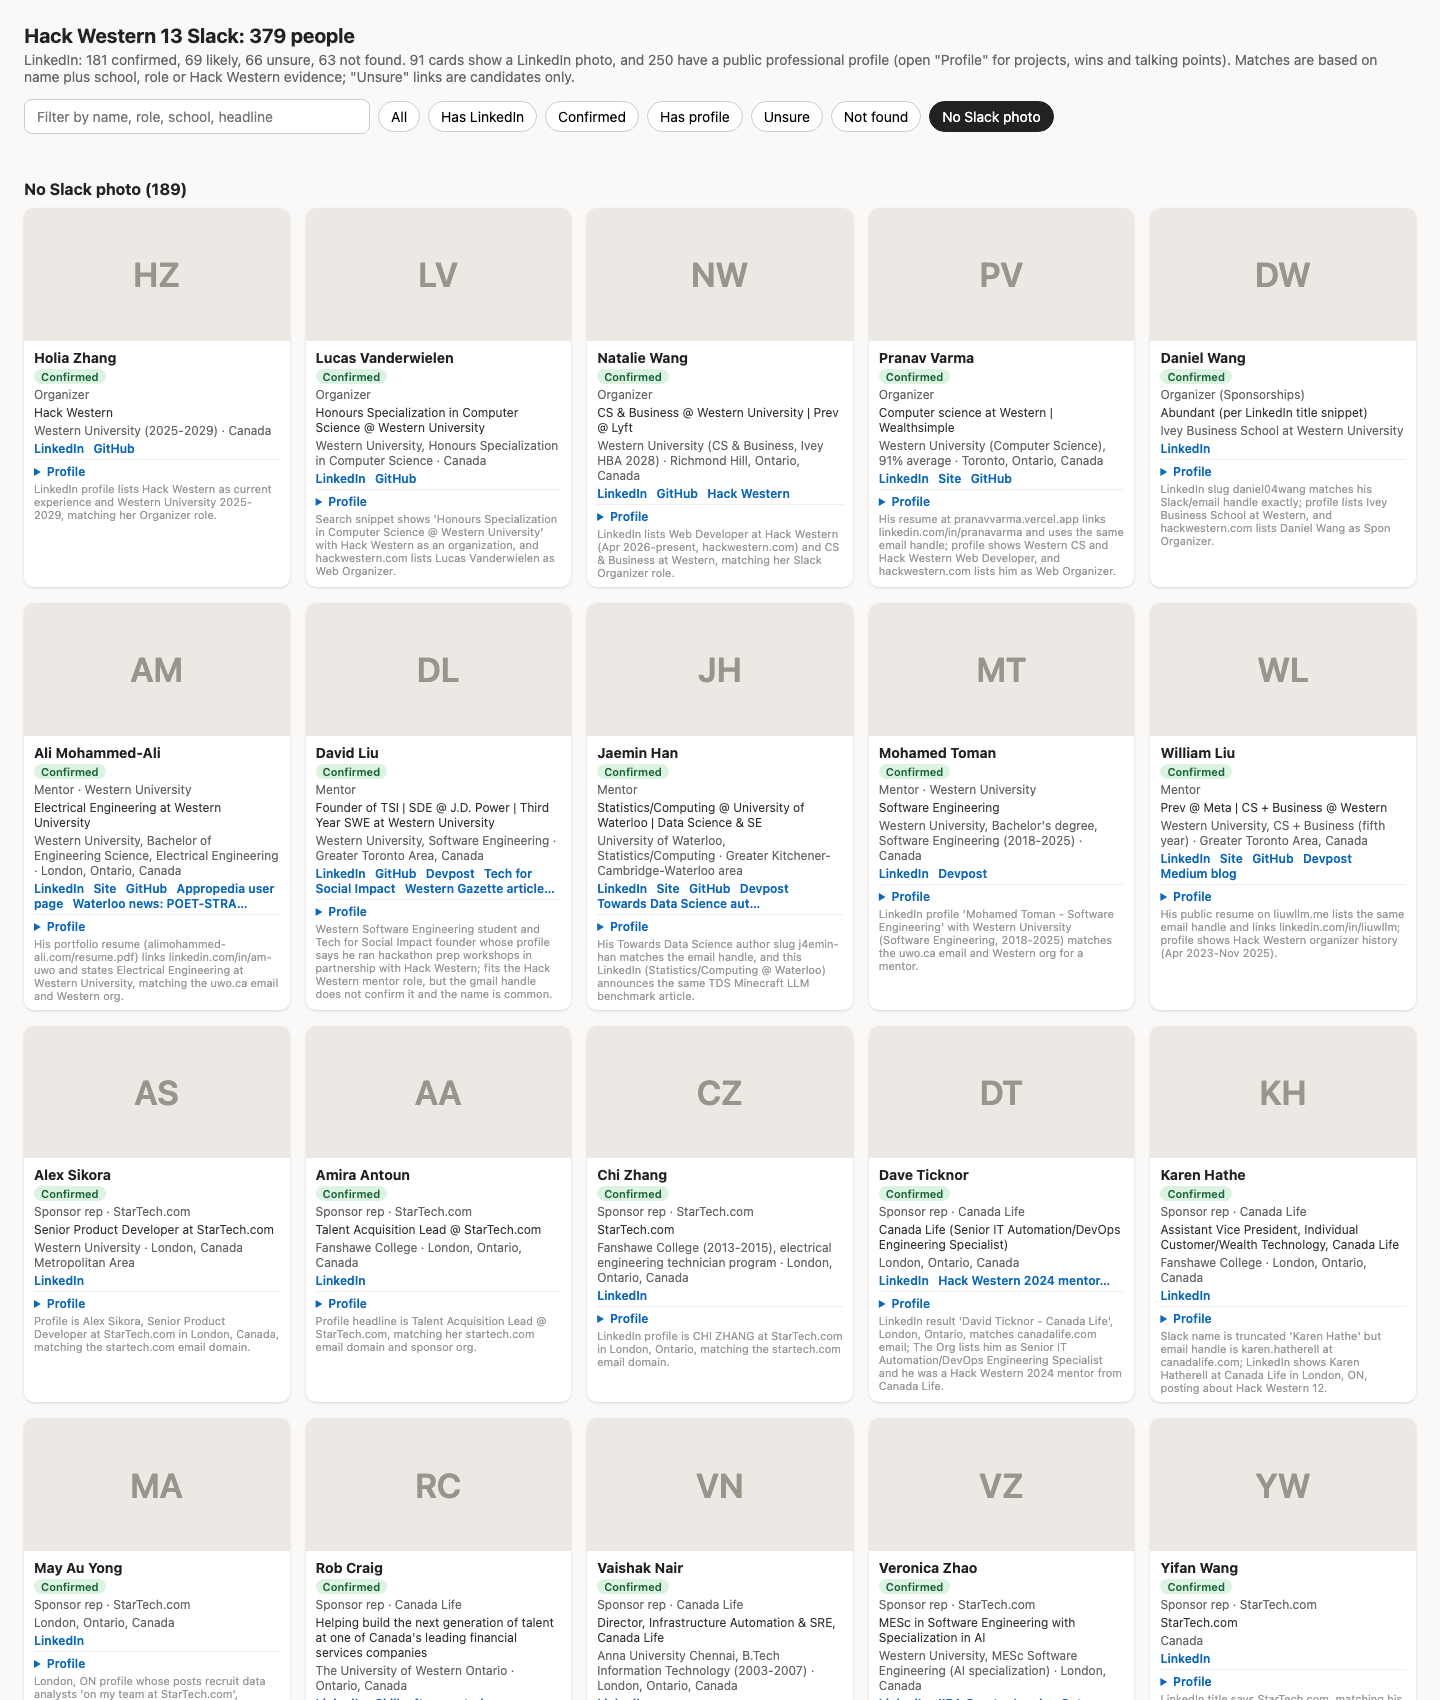 Hack Western 13 Slack: 379 people
LinkedIn: 181 confirmed, 69 likely, 66 unsure, 63 not found. 91 cards show a LinkedIn photo, and 250 have a public professional profile (open "Profile" for projects, wins and talking points). Matches are based on
name plus school, role or Hack Western evidence; "Unsure" links are candidates only.
Filter by name, role, school, headline
All
Has LinkedIn
Confirmed
Has profile
Unsure
Not found
No Slack photo
No Slack photo (189)
HZ
Holia Zhang
Confirmed
Organizer
Hack Western
Western University (2025-2029) · Canada
LinkedIn GitHub
Profile
LinkedIn profile lists Hack Western as current
experience and Western University 2025-
2029, matching her Organizer role.
LV
Lucas Vanderwielen
Confirmed
Organizer
Honours Specialization in Computer
Science @ Western University
Western University, Honours Specialization
in Computer Science · Canada
LinkedIn GitHub
Profile
Search snippet shows 'Honours Specialization
in Computer Science @ Western University'
with Hack Western as an organization, and
hackwestern.com lists Lucas Vanderwielen as
Web Organizer.
NW
Natalie Wang
Confirmed
Organizer
CS & Business @ Western University | Prev
@ Lyft
Western University (CS & Business, Ivey
HBA 2028) · Richmond Hill, Ontario,
Canada
LinkedIn GitHub Hack Western
Profile
LinkedIn lists Web Developer at Hack Western
(Apr 2026-present, hackwestern.com) and CS
& Business at Western, matching her Slack
Organizer role.
PV
Pranav Varma
Confirmed
Organizer
Computer science at Western |
Wealthsimple
Western University (Computer Science),
91% average · Toronto, Ontario, Canada
LinkedIn Site GitHub
Profile
His resume at pranavvarma.vercel.app links
linkedin.com/in/pranavarma and uses the same
email handle; profile shows Western CS and
Hack Western Web Developer, and
hackwestern.com lists him as Web Organizer.
DW
Daniel Wang
Confirmed
Organizer (Sponsorships)
Abundant (per LinkedIn title snippet)
Ivey Business School at Western University
LinkedIn
Profile
LinkedIn slug daniel04wang matches his
Slack/email handle exactly; profile lists Ivey
Business School at Western, and
hackwestern.com lists Daniel Wang as Spon
Organizer.
AM
Ali Mohammed-Ali
Confirmed
Mentor · Western University
Electrical Engineering at Western
University
Western University, Bachelor of
Engineering Science, Electrical Engineering
· London, Ontario, Canada
LinkedIn Site GitHub Appropedia user
page Waterloo news: POET-STRA...
Profile
His portfolio resume (alimohammed-
ali.com/resume.pdf) links linkedin.com/in/am-
uwo and states Electrical Engineering at
Western University, matching the uwo.ca email
and Western org.
DL
David Liu
Confirmed
Mentor
Founder of TSI | SDE @ J.D. Power | Third
Year SWE at Western University
Western University, Software Engineering ·
Greater Toronto Area, Canada
LinkedIn GitHub Devpost Tech for
Social Impact Western Gazette article...
Profile
Western Software Engineering student and
Tech for Social Impact founder whose profile
says he ran hackathon prep workshops in
partnership with Hack Western; fits the Hack
Western mentor role, but the gmail handle
does not confirm it and the name is common.
JH
Jaemin Han
Confirmed
Mentor
Statistics/Computing @ University of
Waterloo | Data Science & SE
University of Waterloo,
Statistics/Computing · Greater Kitchener-
Cambridge-Waterloo area
LinkedIn Site GitHub Devpost
Towards Data Science aut...
Profile
His Towards Data Science author slug j4emin-
han matches the email handle, and this
LinkedIn (Statistics/Computing @ Waterloo)
announces the same TDS Minecraft LLM
benchmark article.
MT
Mohamed Toman
Confirmed
Mentor · Western University
Software Engineering
Western University, Bachelor's degree,
Software Engineering (2018-2025) ·
Canada
LinkedIn Devpost
Profile
LinkedIn profile 'Mohamed Toman - Software
Engineering' with Western University
(Software Engineering, 2018-2025) matches
the uwo.ca email and Western org for a
mentor.
WL
William Liu
Confirmed
Mentor
Prev @ Meta | CS + Business @ Western
Western University, CS + Business (fifth
year) · Greater Toronto Area, Canada
LinkedIn Site GitHub Devpost
Medium blog
Profile
His public resume on liuwllm.me lists the same
email handle and links linkedin.com/in/liuwllm;
profile shows Hack Western organizer history
(Apr 2023-Nov 2025).
AS
Alex Sikora
Confirmed
Sponsor rep · StarTech.com
Senior Product Developer at StarTech.com
Western University · London, Canada
Metropolitan Area
LinkedIn
Profile
Profile is Alex Sikora, Senior Product
Developer at StarTech.com in London, Canada,
matching the startech.com email domain.
AA
Amira Antoun
Confirmed
Sponsor rep · StarTech.com
Talent Acquisition Lead @ StarTech.com
Fanshawe College · London, Ontario,
Canada
LinkedIn
Profile
Profile headline is Talent Acquisition Lead @
StarTech.com, matching her startech.com
email domain and sponsor org.
CZ
Chi Zhang
Confirmed
Sponsor rep · StarTech.com
StarTech.com
Fanshawe College (2013-2015), electrical
engineering technician program · London,
Ontario, Canada
LinkedIn
Profile
LinkedIn profile is CHI ZHANG at StarTech.com
in London, Ontario, matching the startech.com
email domain.
DT
Dave Ticknor
Confirmed
Sponsor rep · Canada Life
Canada Life (Senior IT Automation/DevOps
Engineering Specialist)
London, Ontario, Canada
LinkedIn Hack Western 2024 mentor...
Profile
LinkedIn result 'David Ticknor - Canada Life',
London, Ontario, matches canadalife.com
email; The Org lists him as Senior IT
Automation/DevOps Engineering Specialist
and he was a Hack Western 2024 mentor from
Canada Life.
KH
Karen Hathe
Confirmed
Sponsor rep · Canada Life
Assistant Vice President, Individual
Customer/Wealth Technology, Canada Life
Fanshawe College · London, Ontario,
Canada
LinkedIn
Profile
Slack name is truncated 'Karen Hathe' but
email handle is karen.hatherell at
canadalife.com; LinkedIn shows Karen
Hatherell at Canada Life in London, ON,
posting about Hack Western 12.
MA
May Au Yong
Confirmed
Sponsor rep · StarTech.com
London, Ontario, Canada
LinkedIn
Profile
London, ON profile whose posts recruit data
analysts 'on my team at StarTech.com',
RC
Rob Craig
Confirmed
Sponsor rep · Canada Life
Helping build the next generation of talent
at one of Canada's leading financial
services companies
The University of Western Ontario ·
Ontario, Canada
VN
Vaishak Nair
Confirmed
Sponsor rep · Canada Life
Director, Infrastructure Automation & SRE,
Canada Life
Anna University Chennai, B.Tech
Information Technology (2003-2007) ·
London, Ontario, Canada
VZ
Veronica Zhao
Confirmed
Sponsor rep · StarTech.com
MESc in Software Engineering with
Specialization in AI
Western University, MESc Software
Engineering (AI specialization) · London,
Canada
YW
Yifan Wang
Confirmed
Sponsor rep · StarTech.com
StarTech.com
Canada
LinkedIn
Profile
LinkedIn title says StarTech.com, matching his